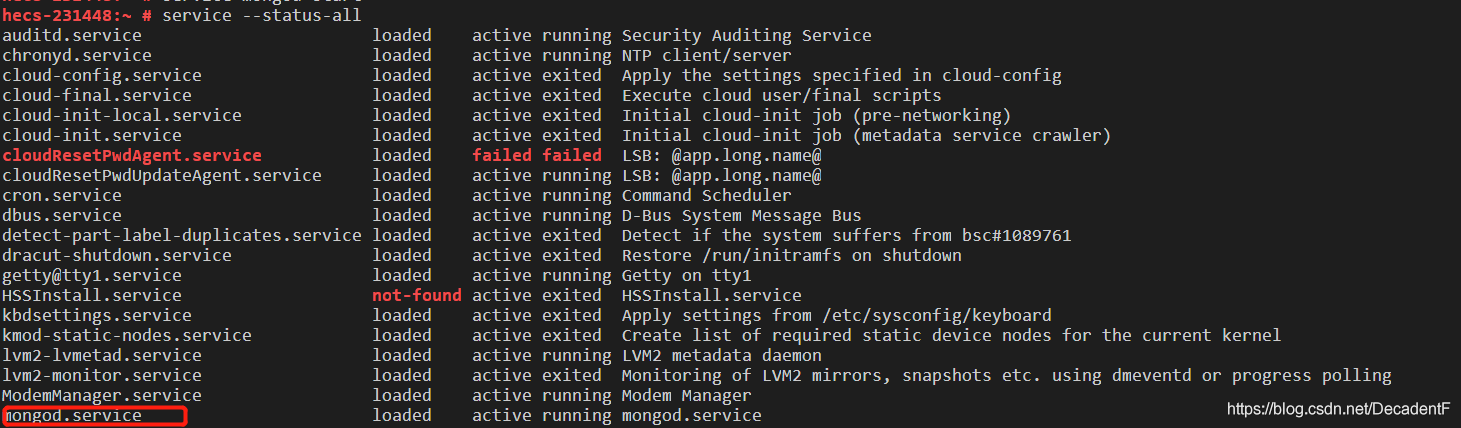 hecs-231448:~ # service --status-all
auditd.service loaded active running Security Auditing Service
chronyd.service loaded active running NTP client/server
cloud-config.service loaded active exited Apply the settings specified in cloud-config
cloud-final.service loaded active exited Execute cloud user/final scripts
cloud-init-local.service loaded active exited Initial cloud-init job (pre-networking)
cloud-init.service loaded active exited Initial cloud-init job (metadata service crawler)
cloudResetPwdAgent.service loaded failed failed LSB: @app.long.name@
cloudResetPwdUpdateAgent.service loaded active running LSB: @app.long.name@
cron.service loaded active running Command Scheduler
dbus.service loaded active running D-Bus System Message Bus
detect-part-label-duplicates.service loaded active exited Detect if the system suffers from bsc#1089761
dracut-shutdown.service loaded active exited Restore /run/initramfs on shutdown
getty@tty1.service loaded active running Getty on tty1
HSSInstall.service not-found active exited HSSInstall.service
kbdsettings.service loaded active exited Apply settings from /etc/sysconfig/keyboard
kmod-static-nodes.service loaded active exited Create list of required static device nodes for the current kernel
lvm2-lvmetad.service loaded active running LVM2 metadata daemon
lvm2-monitor.service loaded active exited Monitoring of LVM2 mirrors, snapshots etc. using dmeventd or progress polling
ModemManager.service loaded active running Modem Manager
mongod.service loaded active running mongod.service
https://blog.csdn.net/DecadentF